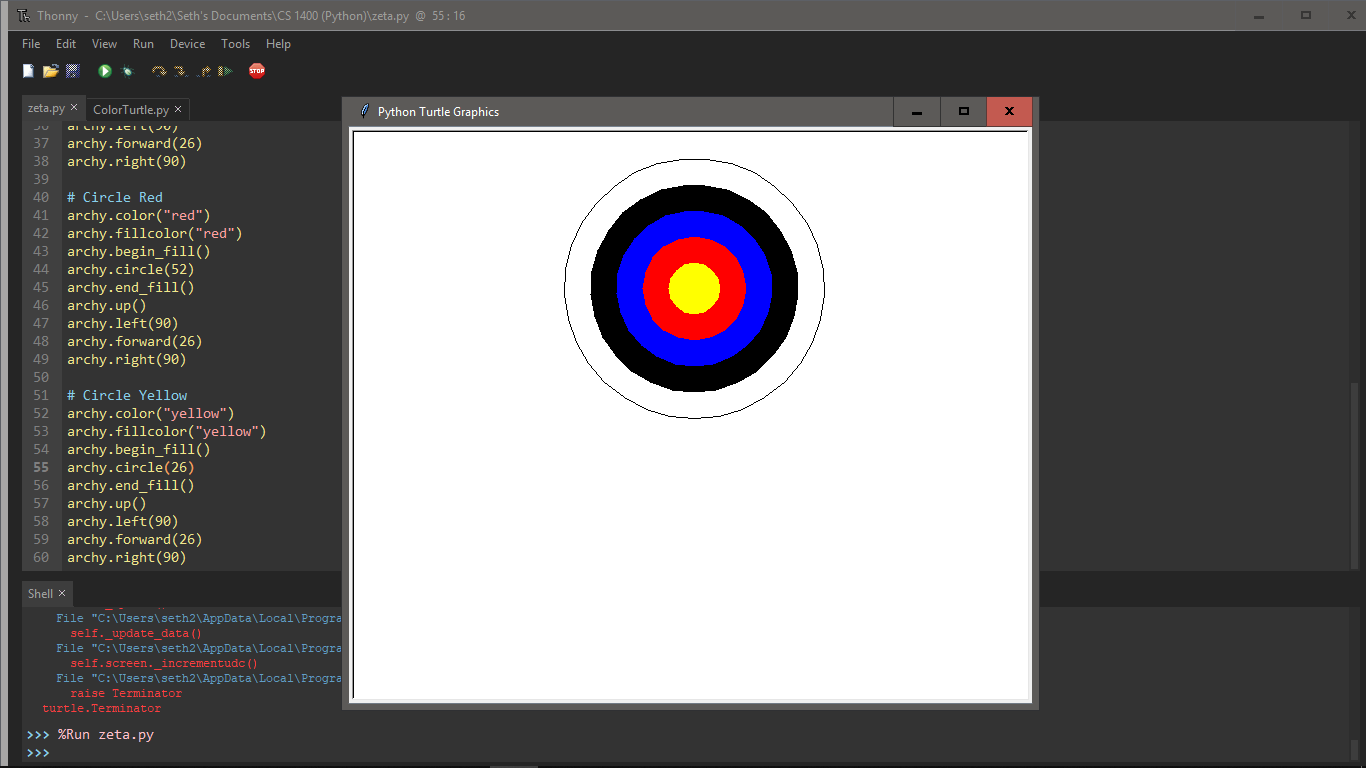 Thonny - C:\Users\seth2\Seth's Documents\CS 1400 (Python)\zeta.py @ 55 : 16
File Edit View Run Device Tools Help
STOP
zeta.py × ColorTurtle.py ×
36 archy.left(90)
37 archy.forward(26)
38 archy.right(90)
39
40 # Circle Red
41 archy.color("red")
42 archy.fillcolor("red")
43 archy.begin_fill()
44 archy.circle(52)
45 archy.end_fill()
46 archy.up()
47 archy.left(90)
48 archy.forward(26)
49 archy.right(90)
50
51 # Circle Yellow
52 archy.color("yellow")
53 archy.fillcolor("yellow")
54 archy.begin_fill()
55 archy.circle(26)
56 archy.end_fill()
57 archy.up()
58 archy.left(90)
59 archy.forward(26)
60 archy.right(90)
Python Turtle Graphics
Shell ×
File "C:\Users\seth2\AppData\Local\Progra
self._update_data()
File "C:\Users\seth2\AppData\Local\Progra
self.screen._incrementudc()
File "C:\Users\seth2\AppData\Local\Progra
raise Terminator
turtle.Terminator
>>> %Run zeta.py
>>>